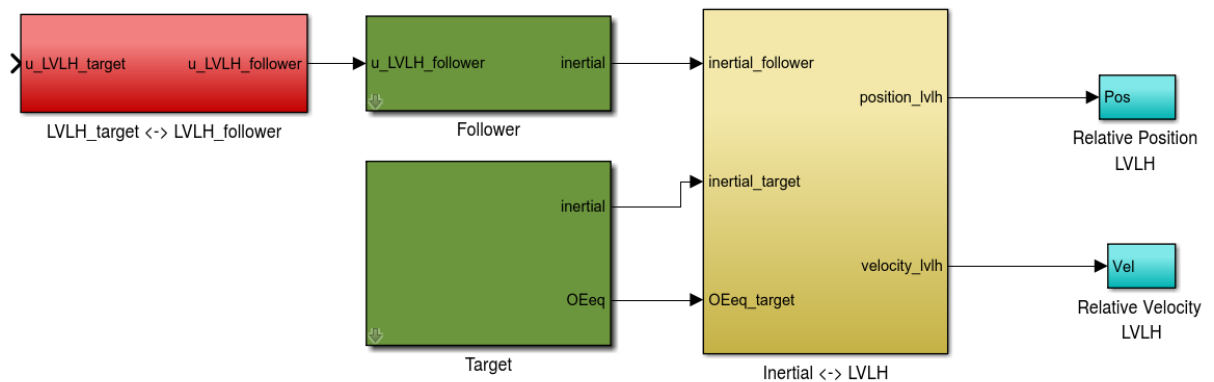 u_LVLH_target
u_LVLH_follower
LVLH_target <-> LVLH_follower
u_LVLH_follower
inertial
Follower
inertial
OEeq
Target
inertial_follower
inertial_target
OEeq_target
position_lvlh
velocity_lvlh
Inertial <-> LVLH
Pos
Relative Position
LVLH
Vel
Relative Velocity
LVLH